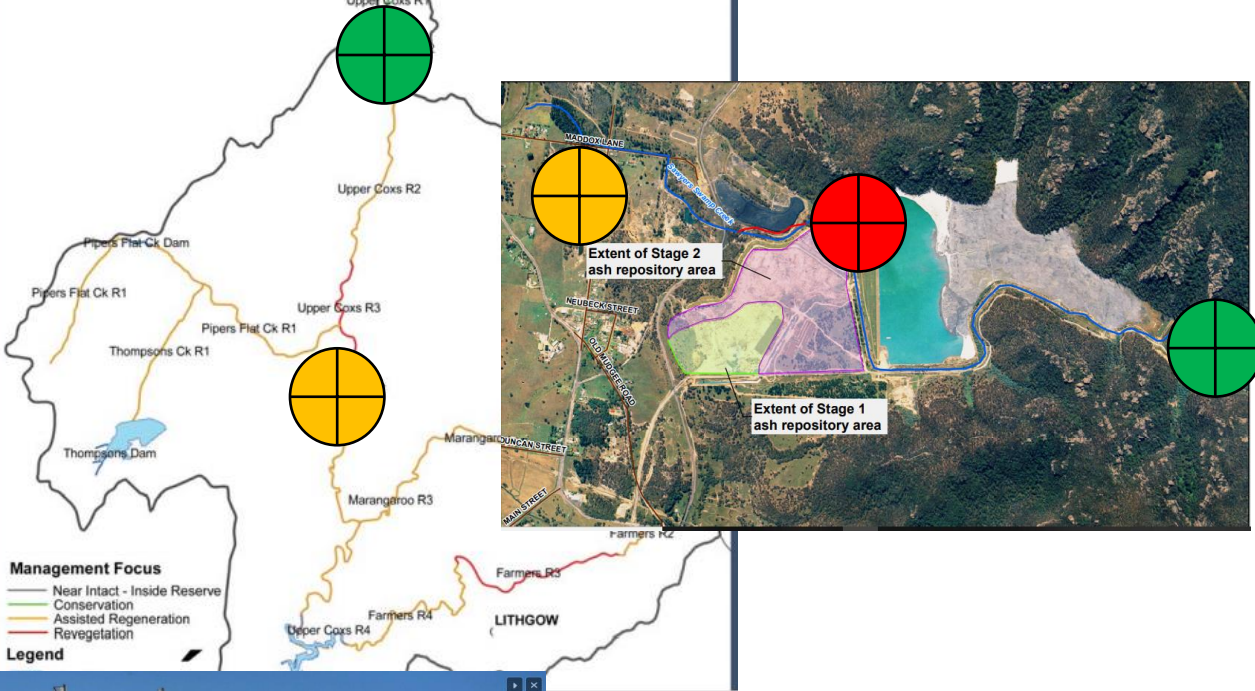 Upper Coxs R1
Upper Coxs R2
Pipers Flat Ck Dam
Pipers Flat Ck R1
Upper Coxs R3
Pipers Flat Ck R1
Thompsons Ck R1
Thompsons Dam
Marangaroo R3
Farmers R2
Farmers R3
Farmers R4
LITHGOW
Upper Coxs R4
Management Focus
Near Intact - Inside Reserve
Conservation
Assisted Regeneration
Revegetation
Legend
MADDOX LANE
Sawyers Swamp Creek
Extent of Stage 2
ash repository area
NEUBECK STREET
OLD MUDGEE ROAD
Extent of Stage 1
ash repository area
DUNCAN STREET
MAIN STREET